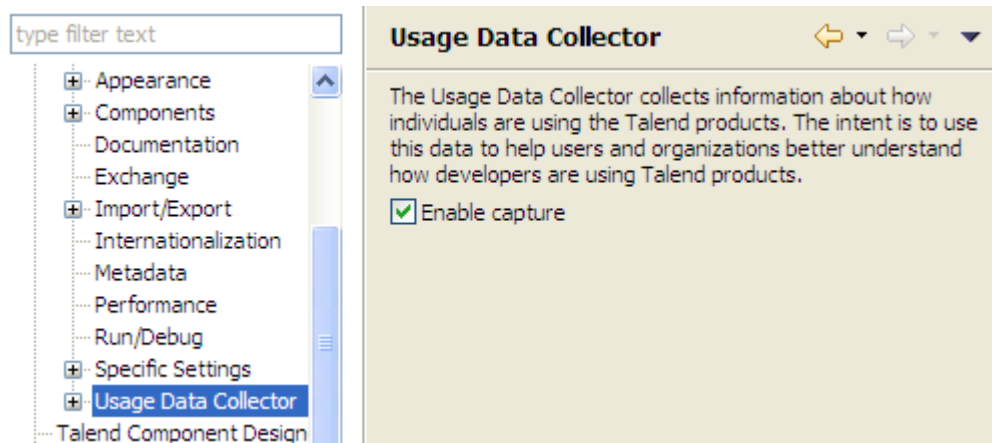 type filter text
Appearance
Components
Documentation
Exchange
Import/Export
Internationalization
Metadata
Performance
Run/Debug
Specific Settings
Usage Data Collector
Talend Component Design
Usage Data Collector
The Usage Data Collector collects information about how
individuals are using the Talend products. The intent is to use
this data to help users and organizations better understand
how developers are using Talend products.
Enable capture